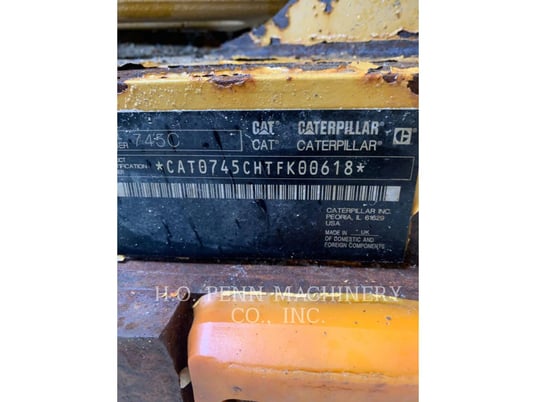 745C
CAT® CATERPILLAR®
CAT® CATERPILLAR®
*CAT0745CHTFK00618*
CATERPILLAR INC.
PEORIA, IL 61629
USA
MADE IN UK
OF DOMESTIC AND
FOREIGN COMPONENTS
H.O. PENN MACHINERY
CO., INC.